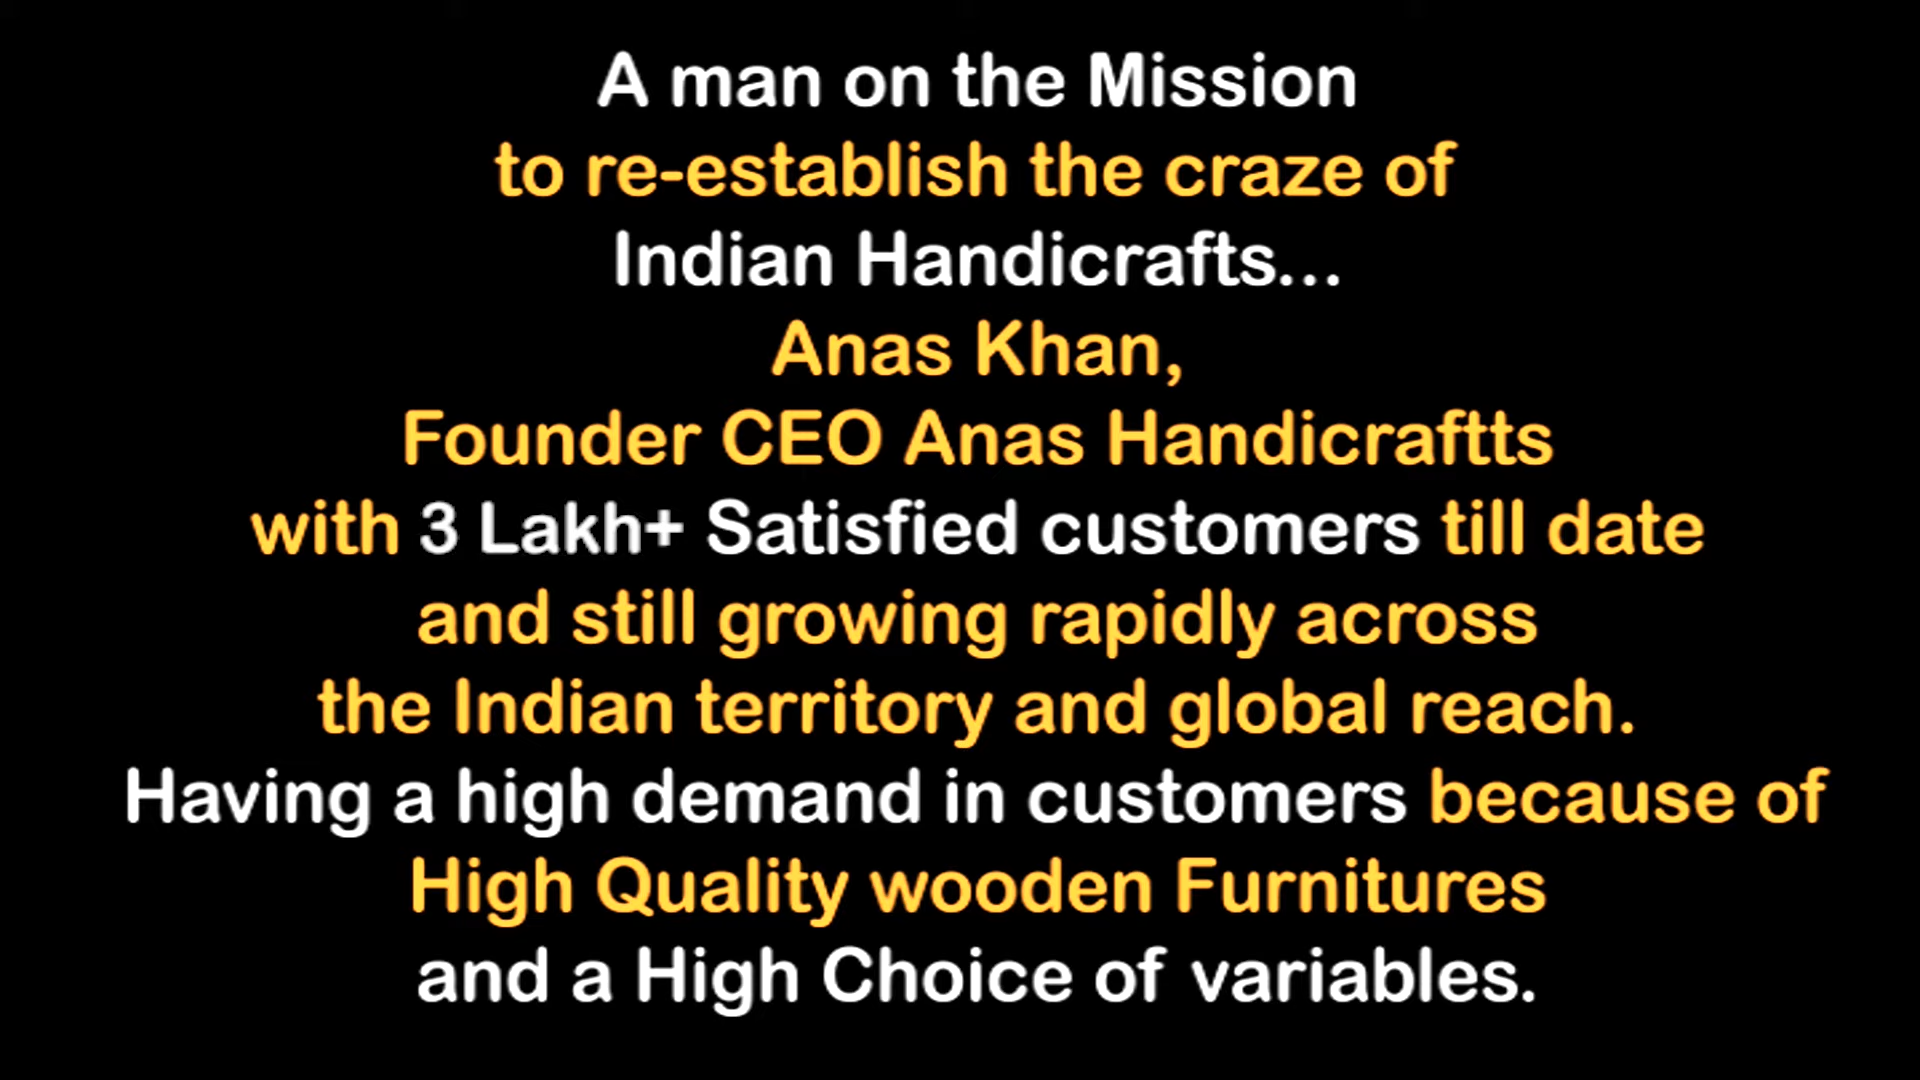 A man on the Mission
to re-establish the craze of
Indian Handicrafts...
Anas Khan,
Founder CEO Anas Handicraftts
with 3 Lakh+ Satisfied customers till date
and still growing rapidly across
the Indian territory and global reach.
Having a high demand in customers because of
High Quality wooden Furnitures
and a High Choice of variables.